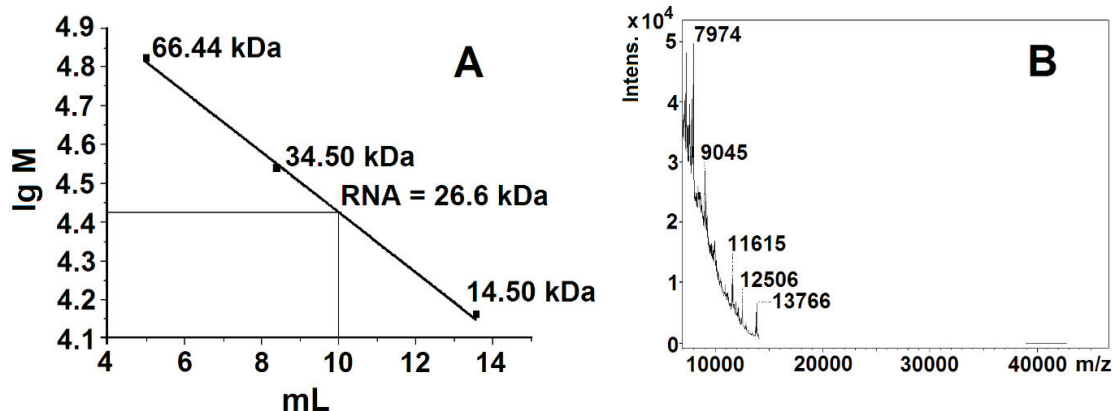 A
lg M
4.9
4.8
4.7
4.6
4.5
4.4
4.3
4.2
4.1
66.44 kDa
34.50 kDa
RNA = 26.6 kDa
14.50 kDa
4 6 8 10 12 14
mL
x10⁴
B
Intens.
5
4
3
2
1
0
7974
9045
11615
12506
13766
10000 20000 30000 40000 m/z